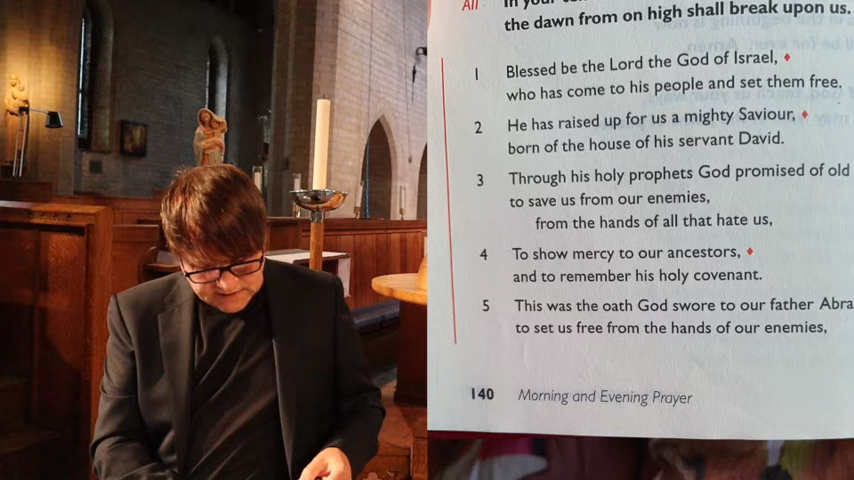 All
the dawn from on high shall break upon us.
1 Blessed be the Lord the God of Israel, ♦
who has come to his people and set them free.
2 He has raised up for us a mighty Saviour, ♦
born of the house of his servant David.
3 Through his holy prophets God promised of old
to save us from our enemies,
from the hands of all that hate us,
4 To show mercy to our ancestors, ♦
and to remember his holy covenant.
5 This was the oath God swore to our father Abra
to set us free from the hands of our enemies,
140 Morning and Evening Prayer